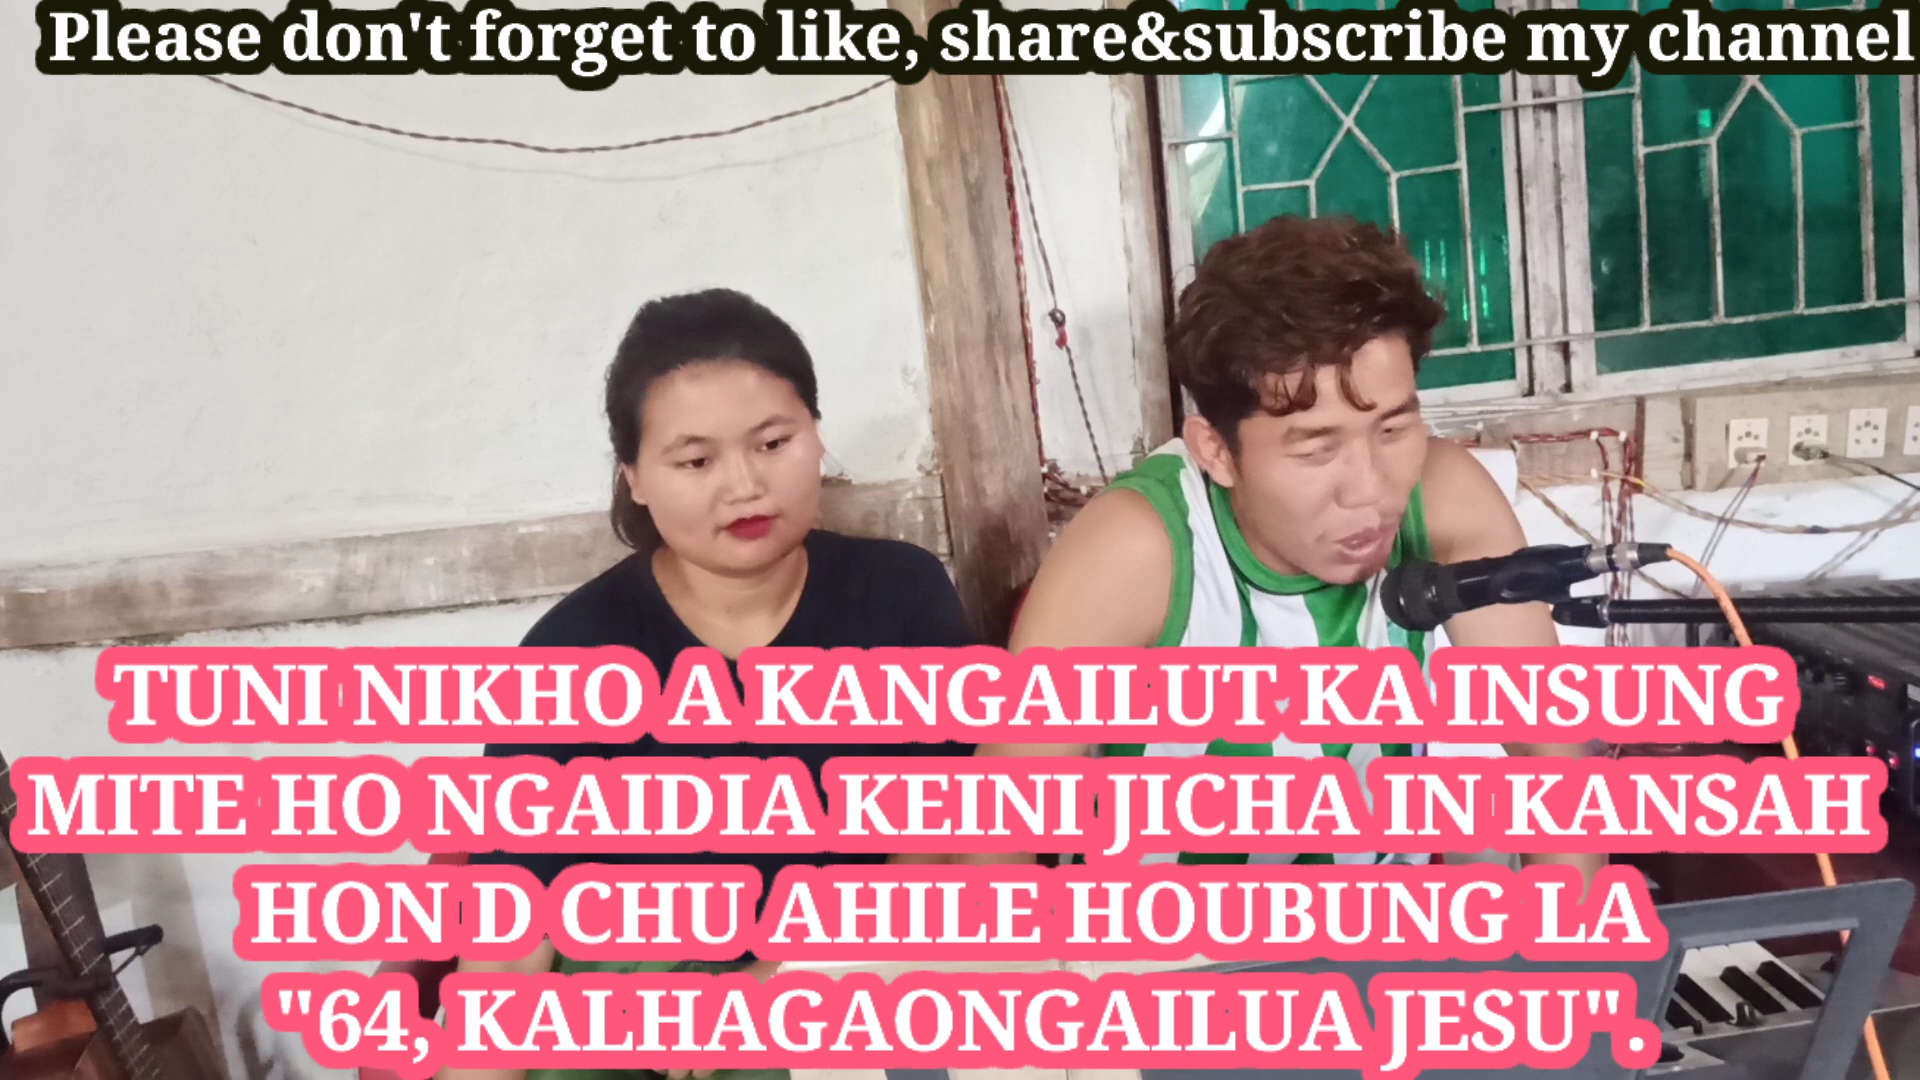 Please don't forget to like, share&subscribe my channel
TUNI NIKHO A KANGAILUT KA INSUNG
MITE HO NGAIDIA KEINI JICHA IN KANSAH
HON D CHU AHILE HOUBUNG LA
"64, KALHAGAONGAILUA JESU".